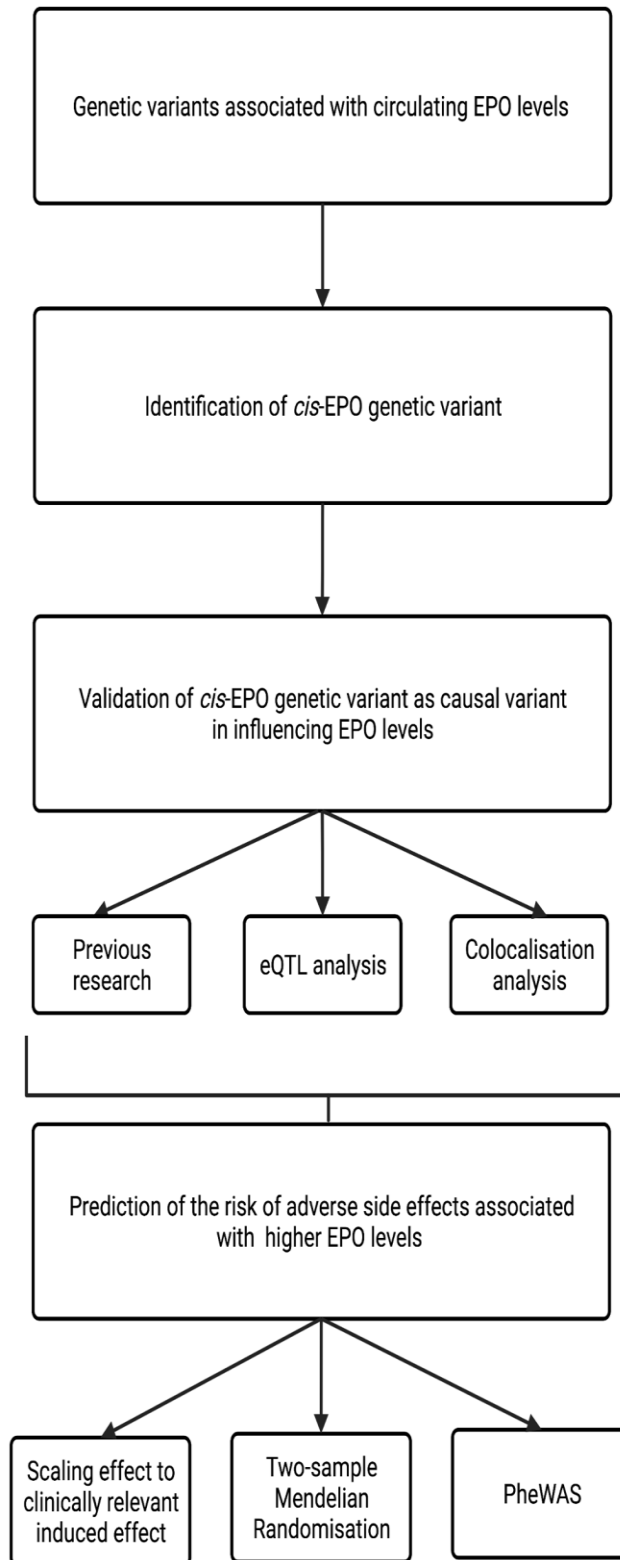 Genetic variants associated with circulating EPO levels
Identification of cis-EPO genetic variant
Validation of cis-EPO genetic variant as causal variant
in influencing EPO levels
Previous
research
eQTL analysis
Colocalisation
analysis
Prediction of the risk of adverse side effects associated
with higher EPO levels
Scaling effect to
clinically relevant
induced effect
Two-sample
Mendelian
Randomisation
PheWAS